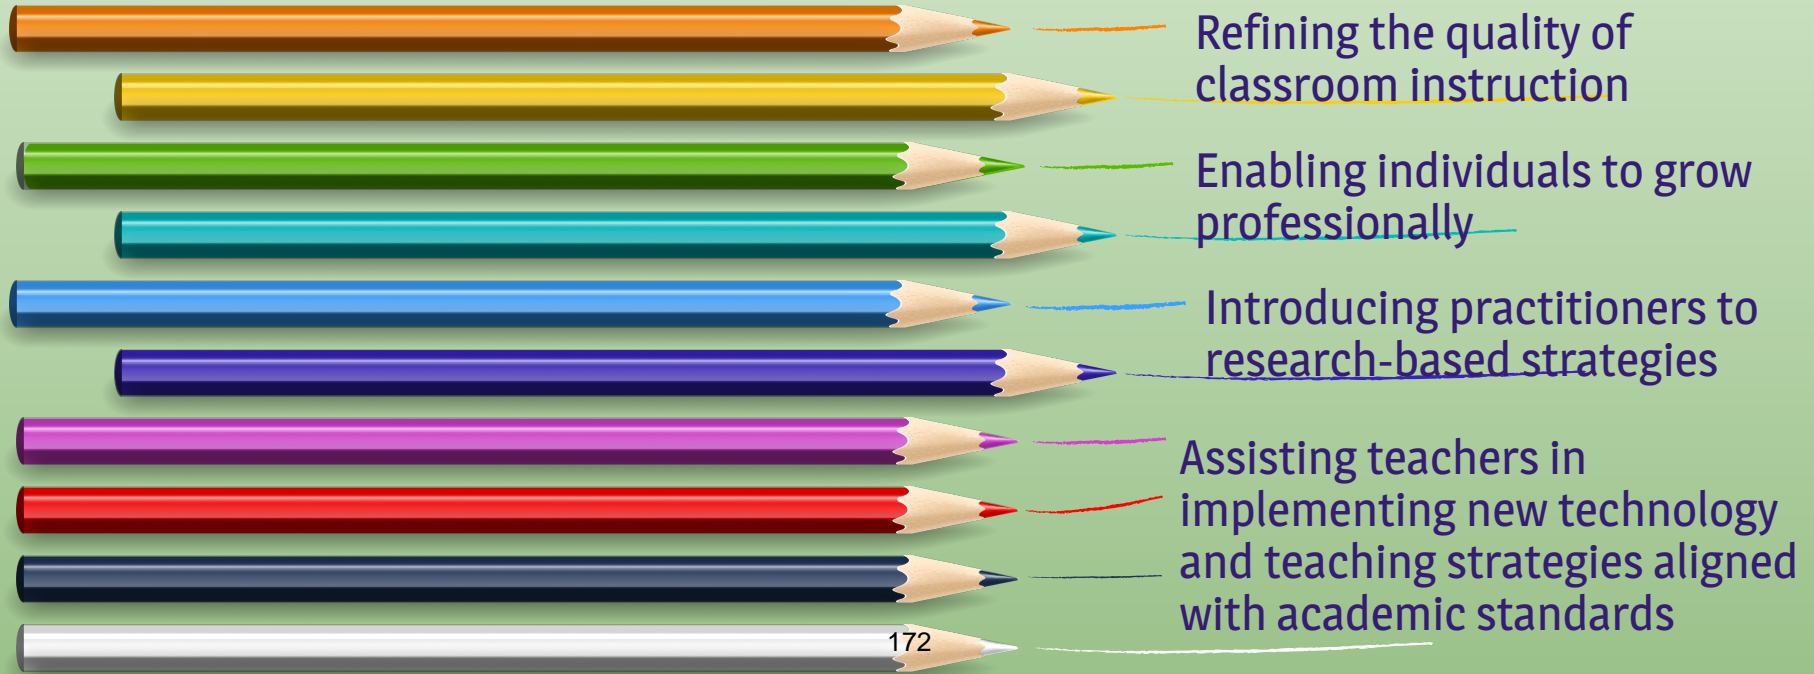 Refining the quality of
classroom instruction
Enabling individuals to grow
professionally
Introducing practitioners to
research-based strategies
Assisting teachers in
implementing new technology
and teaching strategies aligned
with academic standards
172